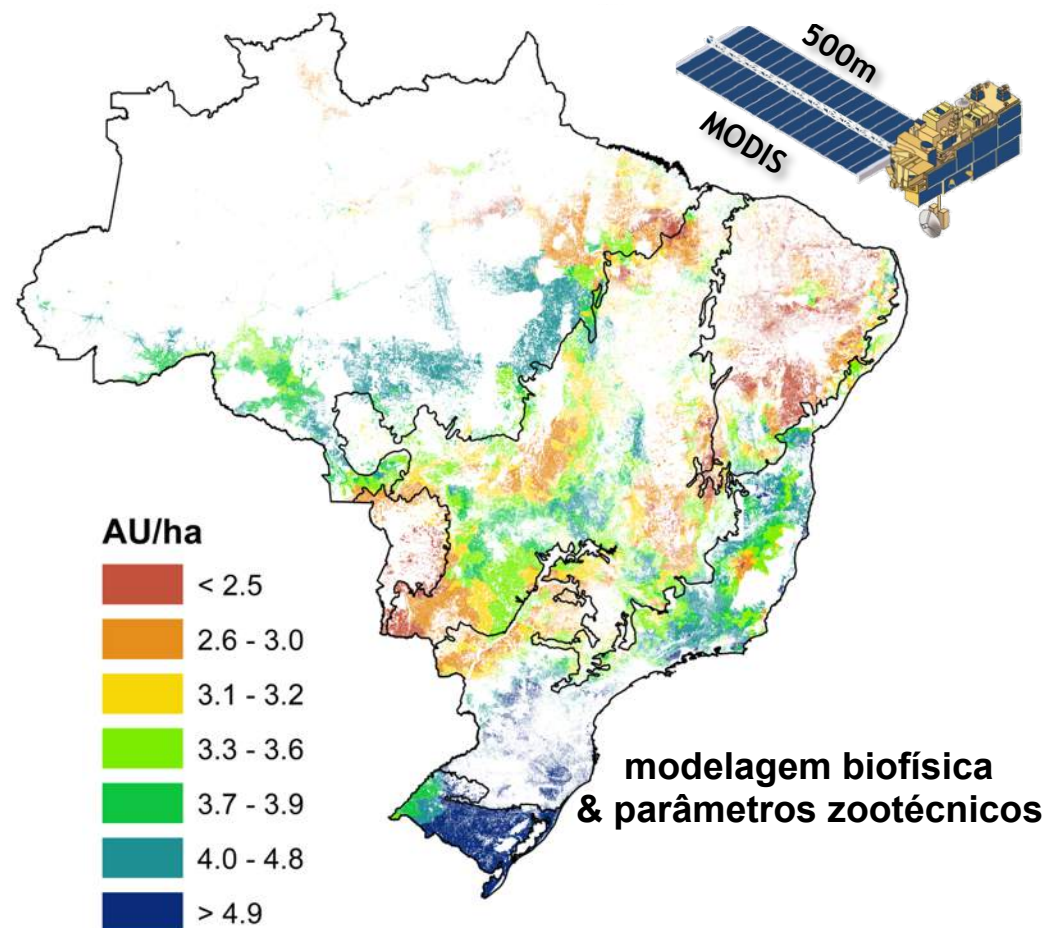 500m
MODIS
AU/ha
< 2.5
2.6 - 3.0
3.1 - 3.2
3.3 - 3.6
3.7 - 3.9
4.0 - 4.8
> 4.9
modelagem biofísica
& parâmetros zootécnicos